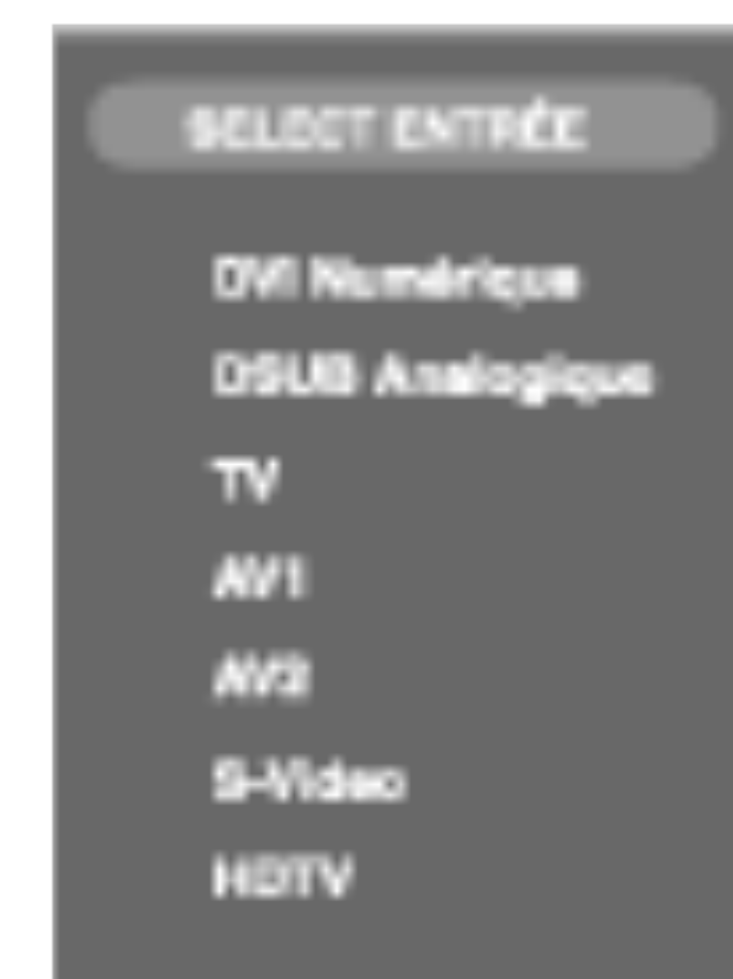 SELECT ENTRÉE
DVI Numérique
DSUB Analogique
TV
AV1
AV2
S-Video
HDTV